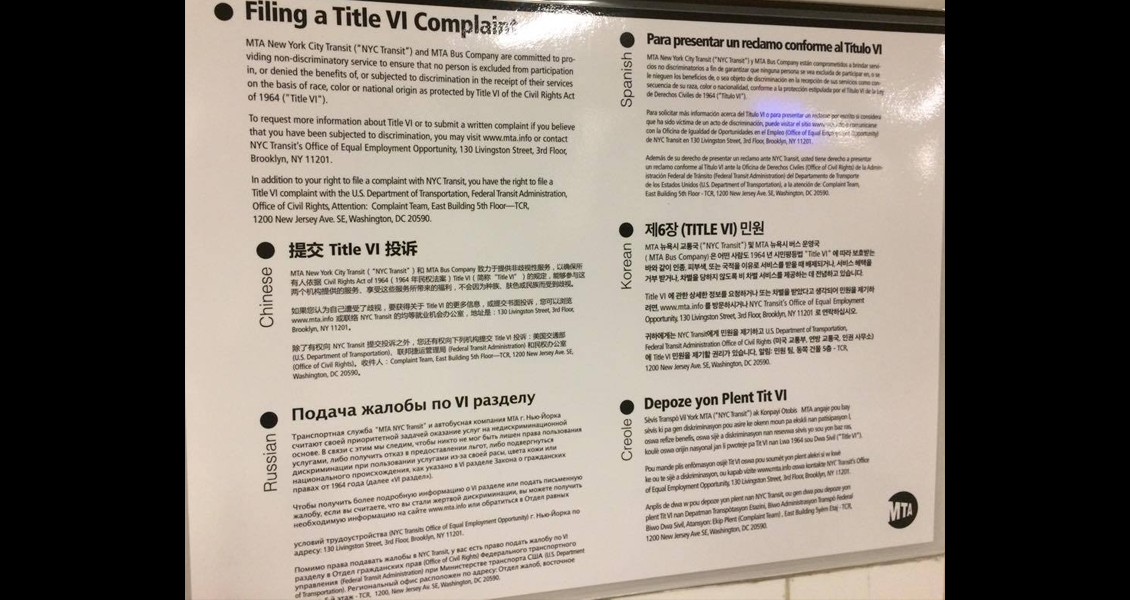 Filing a Title VI Complaint
MTA New York City Transit ("NYC Transit") and MTA Bus Company are committed to pro-
viding non-discriminatory service to ensure that no person is excluded from participation
in, or denied the benefits of, or subjected to discrimination in the receipt of their services
on the basis of race, color or national origin as protected by Title VI of the Civil Rights Act
of 1964 ("Title VI").
To request more information about Title VI or to submit a written complaint if you believe
that you have been subjected to discrimination, you may visit www.mta.info or contact
NYC Transit's Office of Equal Employment Opportunity, 130 Livingston Street, 3rd Floor,
Brooklyn, NY 11201.
In addition to your right to file a complaint with NYC Transit, you have the right to file a
Title VI complaint with the U.S. Department of Transportation, Federal Transit Administration,
Office of Civil Rights, Attention: Complaint Team, East Building 5th Floor—TCR,
1200 New Jersey Ave. SE, Washington, DC 20590.
Chinese
提交 Title VI 投诉
MTA New York City Transit（"NYC Transit"）和 MTA Bus Company 致力于提供非歧视性服务，以确保所
有人依据 Civil Rights Act of 1964（1964 年民权法案）Title VI（简称 "Title VI"）的规定，能够参与这
两个机构提供的服务、享受这些服务所带来的福利，不会因为种族、肤色或民族而受到歧视。
如果您认为自己遭受了歧视，要获得关于 Title VI 的更多信息，或提交书面投诉，您可以浏览
www.mta.info 或联络 NYC Transit 的均等就业机会办公室，地址是：130 Livingston Street, 3rd Floor,
Brooklyn, NY 11201。
除了有权向 NYC Transit 提交投诉之外，您还有权向下列机构提交 Title VI 投诉：美国交通部
(U.S. Department of Transportation)，联邦捷运管理局 (Federal Transit Administration) 和民权办公室
(Office of Civil Rights)。收件人：Complaint Team, East Building 5th Floor—TCR, 1200 New Jersey Ave. SE,
Washington, DC 20590。
Russian
Подача жалобы по VI разделу
Транспортная служба "MTA NYC Transit" и автобусная компания MTA г. Нью-Йорка
считают своей приоритетной задачей оказание услуг на недискриминационной
основе. В связи с этим мы следим, чтобы никто не мог быть лишен права пользования
услугами, либо получить отказ в предоставлении льгот, либо подвергнуться
дискриминации при пользовании услугами из-за своей расы, цвета кожи или
национального происхождения, как указано в VI разделе Закона о гражданских
правах от 1964 года (далее «VI раздел»).
Чтобы получить более подробную информацию о VI разделе или подать письменную
жалобу, если вы считаете, что вы стали жертвой дискриминации, вы можете получить
необходимую информацию на сайте www.mta.info или обратиться в Отдел равных
условий трудоустройства (NYC Transits Office of Equal Employment Opportunity) г. Нью-Йорка по
адресу: 130 Livingston Street, 3rd Floor, Brooklyn, NY 11201.
Помимо права подавать жалобы в NYC Transit, у вас есть право подать жалобу по VI
разделу в Отдел гражданских прав (Office of Civil Rights) Федерального транспортного
управления (Federal Transit Administration) при Министерстве транспорта США (U.S. Department
of Transportation). Региональный офис расположен по адресу: Отдел жалоб, восточное
5-й этаж - TCR, 1200, New Jersey Av. SE, Washington, DC 20590.
Spanish
Para presentar un reclamo conforme al Título VI
MTA New York City Transit ("NYC Transit") y MTA Bus Company están comprometidos a brindar servi-
cios no discriminatorios a fin de garantizar que ninguna persona se vea excluida de participar en, o se
le nieguen los beneficios de, o sea objeto de discriminación en la recepción de sus servicios como con-
secuencia de su raza, color o nacionalidad, conforme a la protección estipulada por el Título VI de la Ley
de Derechos Civiles de 1964 ("Título VI").
Para solicitar más información acerca del Título VI o para presentar un reclamo por escrito si considera
que ha sido víctima de un acto de discriminación, puede visitar el sitio o comunicarse
con la Oficina de Igualdad de Oportunidades en el Empleo (Office of Equal Employment Opportunity)
de NYC Transit en 130 Livingston Street, 3rd Floor, Brooklyn, NY 11201.
Además de su derecho de presentar un reclamo ante NYC Transit, usted tiene derecho a presentar
un reclamo conforme al Título VI ante la Oficina de Derechos Civiles (Office of Civil Rights) de la Admin-
istración Federal de Tránsito (Federal Transit Administration) del Departamento de Transporte
de los Estados Unidos (U.S. Department of Transportation), a la atención de: Complaint Team,
East Building 5th Floor - TCR, 1200 New Jersey Ave. SE, Washington, DC 20590.
Korean
제6장 (TITLE VI) 민원
MTA 뉴욕시 교통국 ("NYC Transit") 및 MTA 뉴욕시 버스 운영국
( MTA Bus Company) 은 어떤 사람도 1964 년 시민평등법 "Title VI" 에 따라 보호받는
바와 같이 인종, 피부색, 또는 국적을 이유로 서비스를 받을 때 배제되거나, 서비스 혜택을
거부 받거나, 차별을 당하지 않도록 비 차별 서비스를 제공하는 데 전념하고 있습니다.
Title VI 에 관한 상세한 정보를 요청하거나 또는 차별을 받았다고 생각되어 민원을 제기하
려면, www.mta.info 를 방문하시거나 NYC Transit's Office of Equal Employment
Opportunity, 130 Livingston Street, 3rd Floor, Brooklyn, NY 11201 로 연락하십시오.
귀하에게는 NYC Transit에게 민원을 제기하고 U.S. Department of Transportation,
Federal Transit Administration Office of Civil Rights (미국 교통부, 연방 교통국, 민권 사무소)
에 Title VI 민원을 제기할 권리가 있습니다. 알림: 민원 팀, 동쪽 건물 5층 - TCR,
1200 New Jersey Ave. SE, Washington, DC 20590.
Creole
Depoze yon Plent Tit VI
Sèvis Transpò Vil York MTA ("NYC Transit") ak Konpayi Otobis MTA angaje pou bay
sèvis ki pa gen diskriminasyon pou asire ke okenn moun pa eskli nan patisipasyon l,
oswa refize benefis, oswa sijè a diskriminasyon nan resevwa sèvis yo sou yon baz ras,
koulè oswa orijin nasyonal jan li pwoteje pa Tit VI nan Lwa 1964 sou Dwa Sivil ("Title VI").
Pou mande plis enfòmasyon osijè Tit VI oswa pou soumèt yon plent alekri si w kwè
ke ou te sijè a diskriminasyon, ou kapab vizite www.mta.info oswa kontakte NYC Transit's Office
of Equal Employment Opportunity, 130 Livingston Street, 3rd Floor, Brooklyn, NY 11201.
Anplis de dwa w pou depoze yon plent nan NYC Transit, ou gen dwa pou depoze yon
plent Tit VI nan Depatman Transpòtasyon Etazini, Biwo Administrasyon Transpò Federal
Biwo Dwa Sivil, Atansyon: Ekip Plent (Complaint Team) , East Building 5yèm Etaj - TCR,
1200 New Jersey Ave. SE, Washington, DC 20590.
MTA